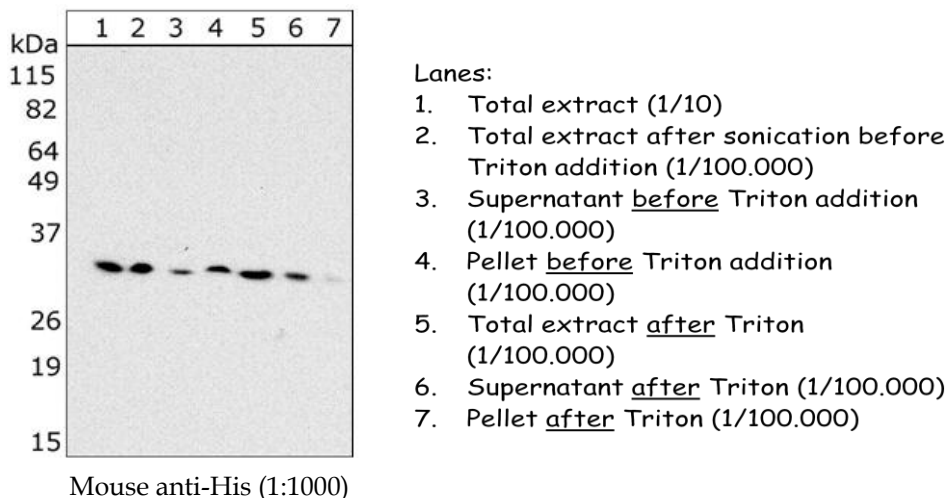 1 2 3 4 5 6 7
kDa
115
82
64
49
37
26
19
15
Mouse anti-His (1:1000)
Lanes:
1. Total extract (1/10)
2. Total extract after sonication before
Triton addition (1/100.000)
3. Supernatant before Triton addition
(1/100.000)
4. Pellet before Triton addition
(1/100.000)
5. Total extract after Triton
(1/100.000)
6. Supernatant after Triton (1/100.000)
7. Pellet after Triton (1/100.000)